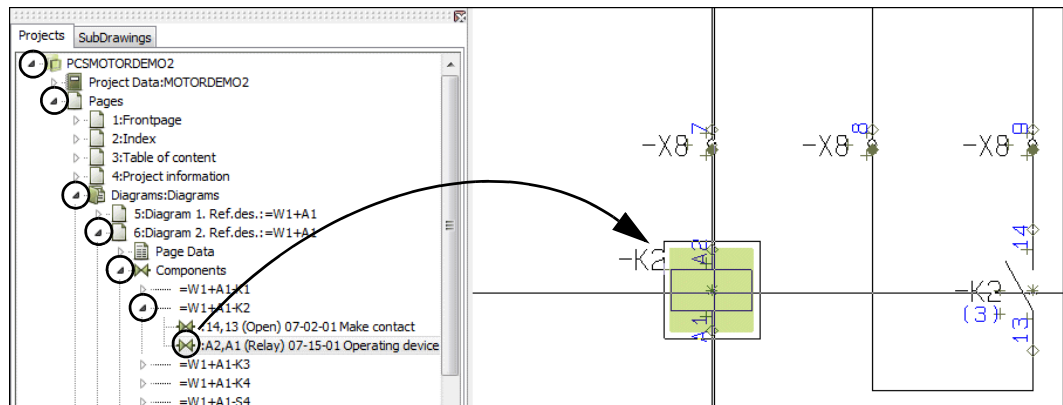 Projects SubDrawings
PCSMOTORDEMO2
Project Data:MOTORDEMO2
Pages
1:Frontpage
2:Index
3:Table of content
4:Project information
Diagrams:Diagrams
5:Diagram 1. Ref.des.:=W1+A1
6:Diagram 2. Ref.des.:=W1+A1
Page Data
Components
=W1+A1-K1
=W1+A1-K2
:14,13 (Open) 07-02-01 Make contact
:A2,A1 (Relay) 07-15-01 Operating device
=W1+A1-K3
=W1+A1-K4
=W1+A1-S4
7
8
9
-X8
-X8
-X8
-K2
A2
A1
14
-K2
(3)
13